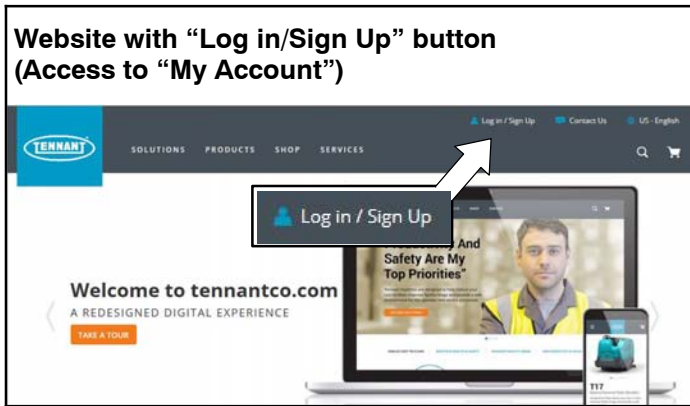 Website with “Log in/Sign Up” button
(Access to “My Account”)
Log in / Sign Up Contact Us US - English
TENNANT
SOLUTIONS PRODUCTS SHOP SERVICES
Log in / Sign Up
And
Safety Are My
Top Priorities”
Welcome to tennantco.com
A REDESIGNED DIGITAL EXPERIENCE
TAKE A TOUR
T17